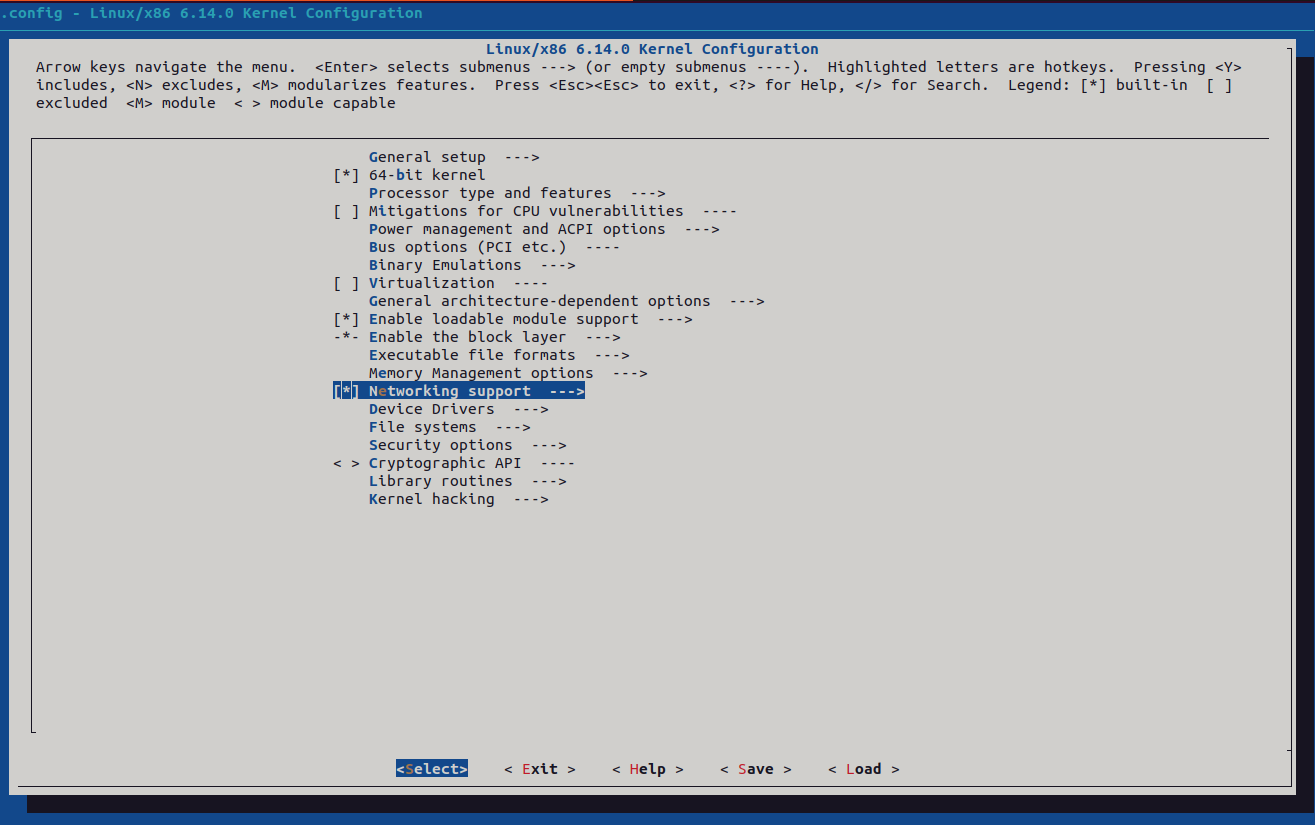 .config - Linux/x86 6.14.0 Kernel Configuration
Linux/x86 6.14.0 Kernel Configuration
Arrow keys navigate the menu.  <Enter> selects submenus ---> (or empty submenus ----).  Highlighted letters are hotkeys.  Pressing <Y>
includes, <N> excludes, <M> modularizes features.  Press <Esc><Esc> to exit, <?> for Help, </> for Search.  Legend: [*] built-in  [ ]
excluded  <M> module  < > module capable
General setup  --->
[*] 64-bit kernel
Processor type and features  --->
[ ] Mitigations for CPU vulnerabilities  ----
Power management and ACPI options  --->
Bus options (PCI etc.)  ----
Binary Emulations  --->
[ ] Virtualization  ----
General architecture-dependent options  --->
[*] Enable loadable module support  --->
-*- Enable the block layer  --->
Executable file formats  --->
Memory Management options  --->
[*] Networking support  --->
Device Drivers  --->
File systems  --->
Security options  --->
< > Cryptographic API  ----
Library routines  --->
Kernel hacking  --->
<Select>    < Exit >    < Help >    < Save >    < Load >